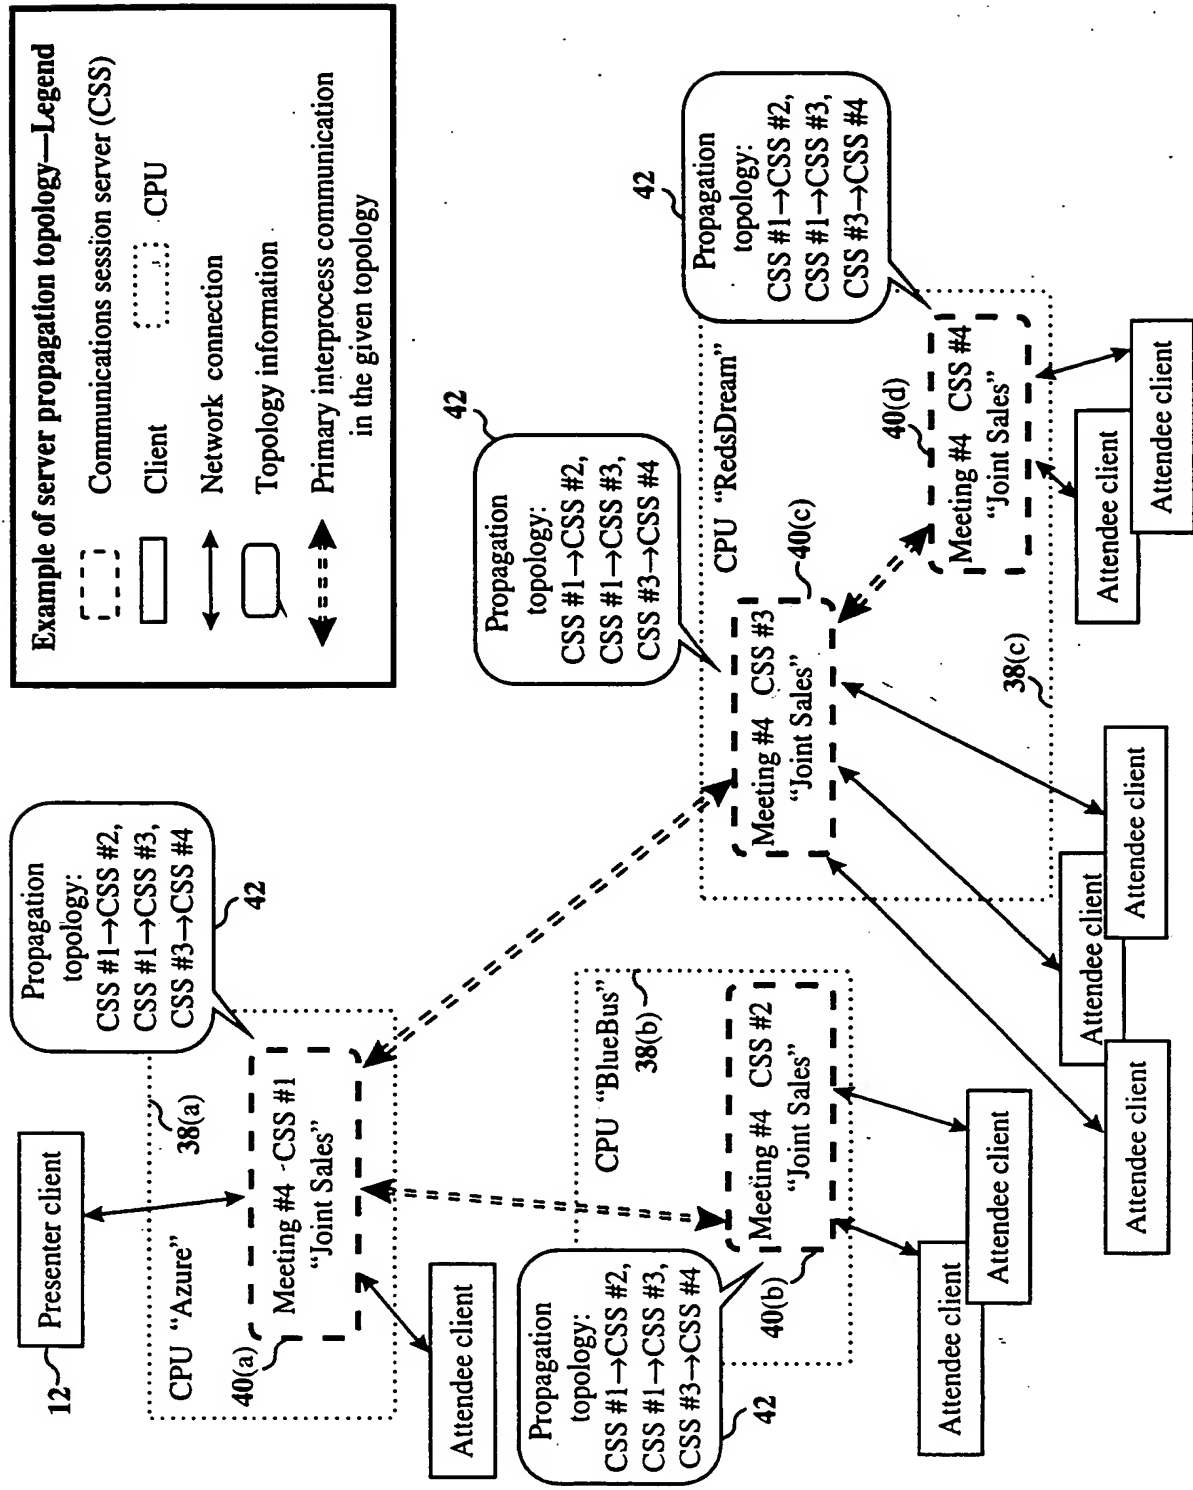 Example of server propagation topology—Legend
Communications session server (CSS)
Client
CPU
Network connection
Topology information
Primary interprocess communication
in the given topology
12
Presenter client
CPU "Azure"
38(a)
40(a)
Meeting #4 CSS #1
"Joint Sales"
Propagation
topology:
CSS #1→CSS #2,
CSS #1→CSS #3,
CSS #3→CSS #4
42
Attendee client
Propagation
topology:
CSS #1→CSS #2,
CSS #1→CSS #3,
CSS #3→CSS #4
42
CPU "BlueBus"
38(b)
40(b)
Meeting #4 CSS #2
"Joint Sales"
Attendee client
Attendee client
Propagation
topology:
CSS #1→CSS #2,
CSS #1→CSS #3,
CSS #3→CSS #4
42
CPU "RedsDream"
40(c)
Meeting #4 CSS #3
"Joint Sales"
38(c)
Attendee client
Attendee client
Attendee client
Propagation
topology:
CSS #1→CSS #2,
CSS #1→CSS #3,
CSS #3→CSS #4
42
40(d)
Meeting #4 CSS #4
"Joint Sales"
Attendee client
Attendee client